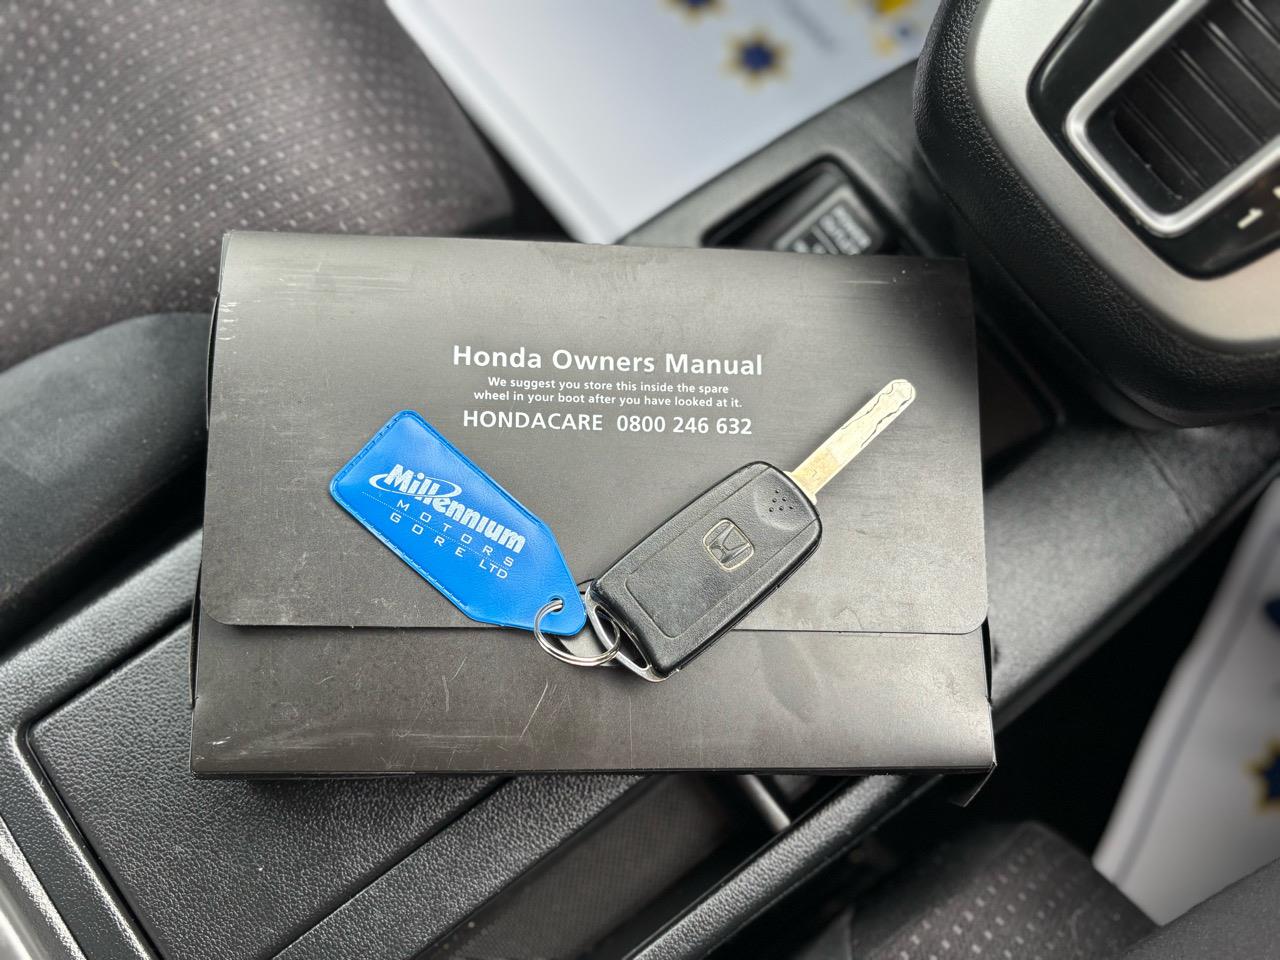 Honda Owners Manual
We suggest you store this inside the spare
wheel in your boot after you have looked at it.
HONDACARE 0800 246 632
Millennium
MOTORS
GORE LTD
1